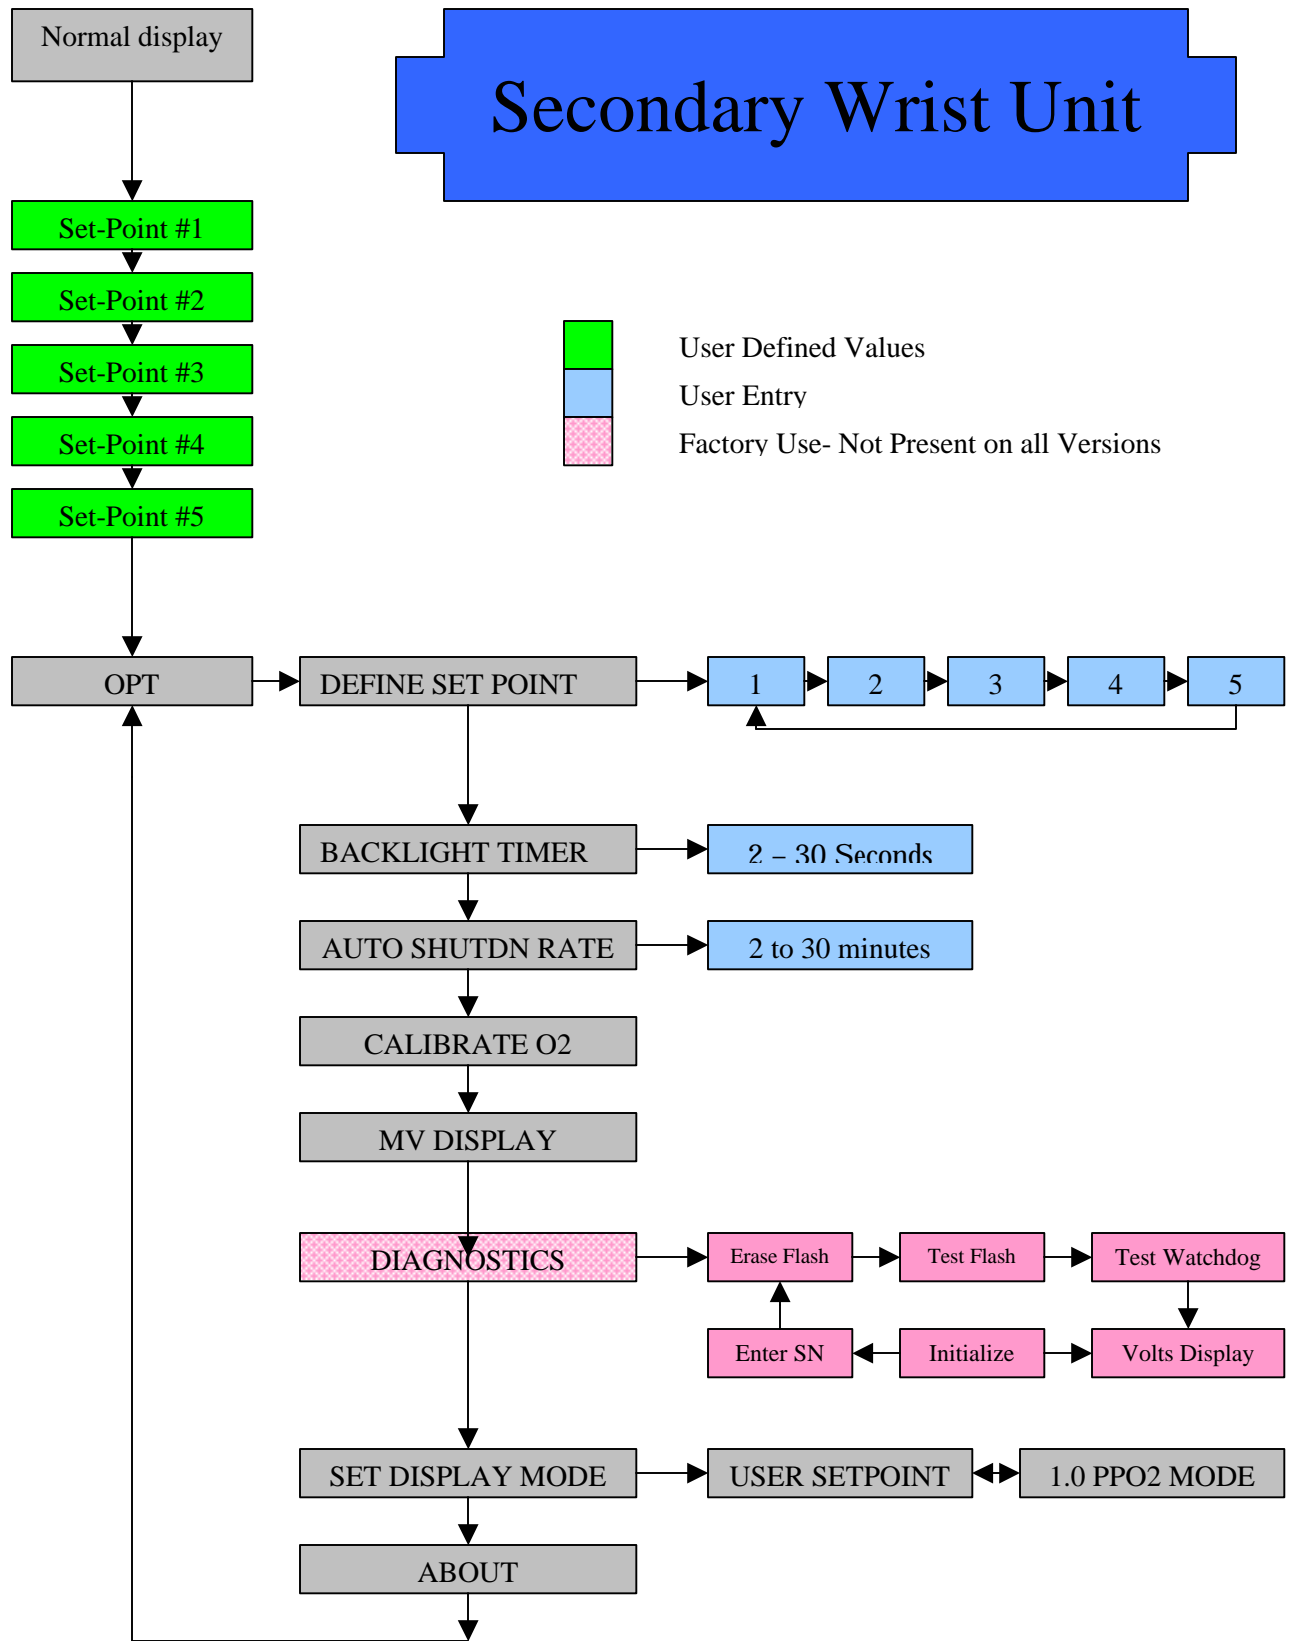 Normal display
Secondary Wrist Unit
Set-Point #1
Set-Point #2
Set-Point #3
Set-Point #4
Set-Point #5
User Defined Values
User Entry
Factory Use- Not Present on all Versions
OPT
DEFINE SET POINT
1
2
3
4
5
BACKLIGHT TIMER
2 – 30 Seconds
AUTO SHUTDN RATE
2 to 30 minutes
CALIBRATE O2
MV DISPLAY
DIAGNOSTICS
Erase Flash
Test Flash
Test Watchdog
Enter SN
Initialize
Volts Display
SET DISPLAY MODE
USER SETPOINT
1.0 PPO2 MODE
ABOUT